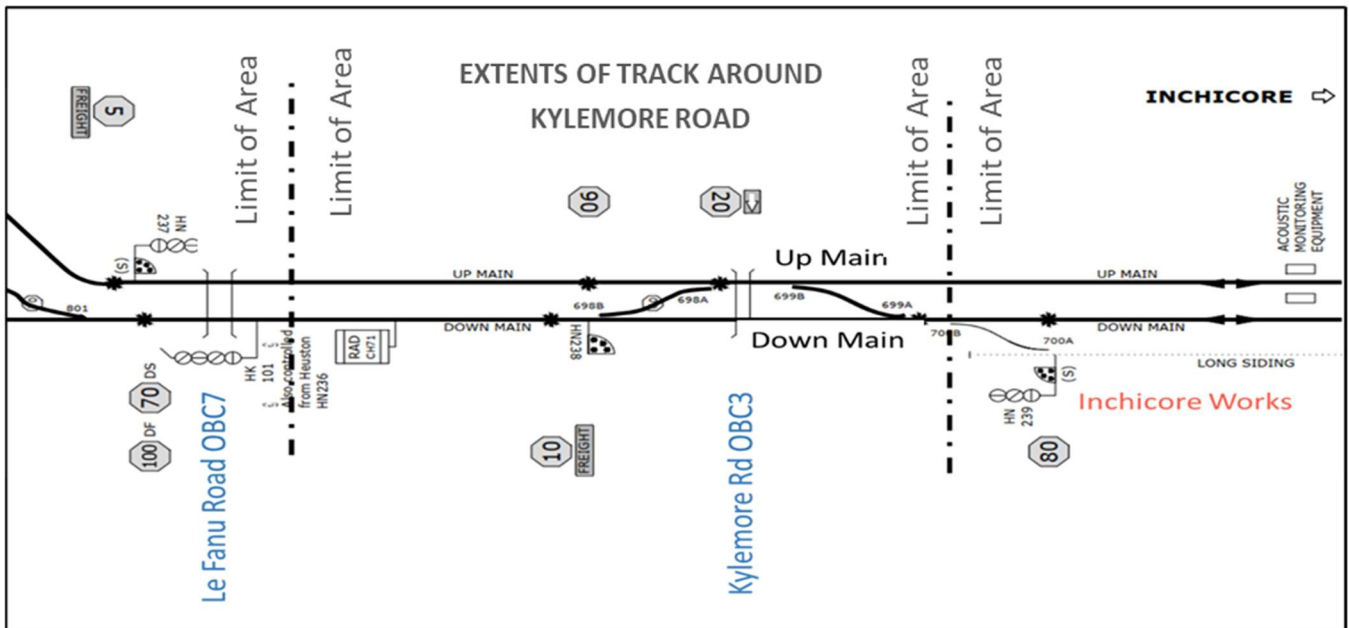 EXTENTS OF TRACK AROUND
KYLEMORE ROAD
INCHICORE
Limit of Area
Limit of Area
Limit of Area
Limit of Area
5
FREIGHT
HN
237
(S)
90
20
ACOUSTIC
MONITORING
EQUIPMENT
UP MAIN
Up Main
UP MAIN
801
698B
698A
699B
699A
DOWN MAIN
Down Main
DOWN MAIN
700A
LONG SIDING
HN238
RAD
CH71
HK
101
Also controlled
from Heuston
HN236
(S)
HN
239
Inchicore Works
70 DS
100 DF
10
FREIGHT
80
Le Fanu Road OBC7
Kylemore Rd OBC3